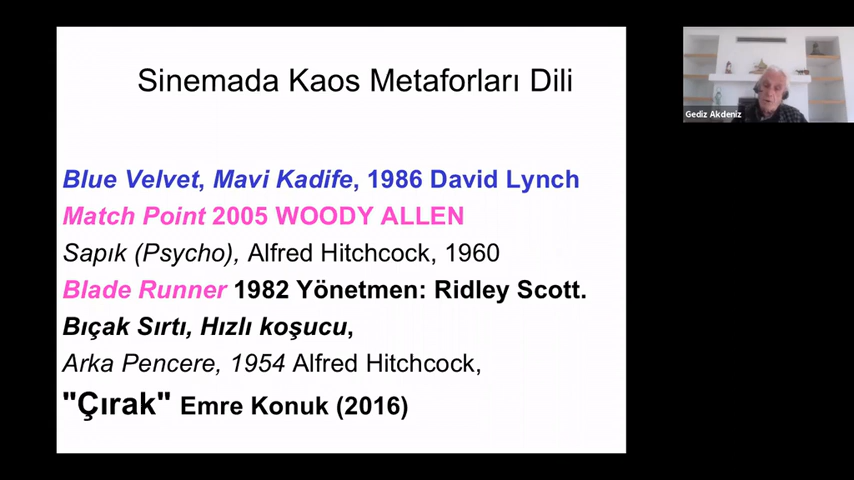 Sinemada Kaos Metaforları Dili
Gediz Akdeniz
Blue Velvet, Mavi Kadife, 1986 David Lynch
Match Point 2005 WOODY ALLEN
Sapık (Psycho), Alfred Hitchcock, 1960
Blade Runner 1982 Yönetmen: Ridley Scott.
Bıçak Sırtı, Hızlı koşucu,
Arka Pencere, 1954 Alfred Hitchcock,
"Çırak" Emre Konuk (2016)